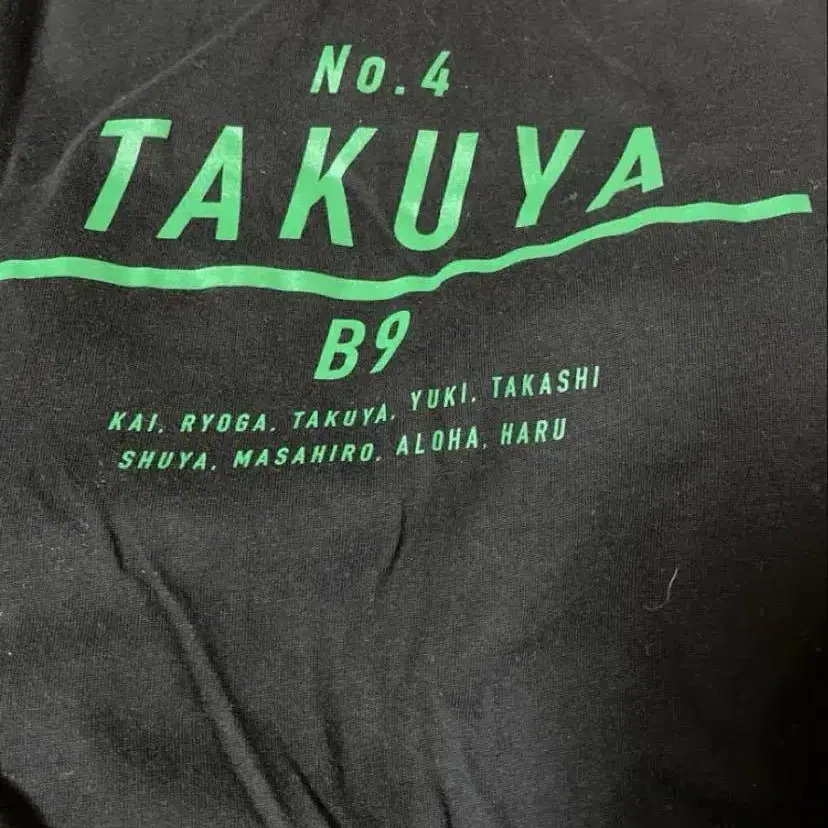 No.4
TAKUYA
B9
KAI, RYOGA, TAKUYA, YUKI, TAKASHI
SHUYA, MASAHIRO, ALOHA, HARU